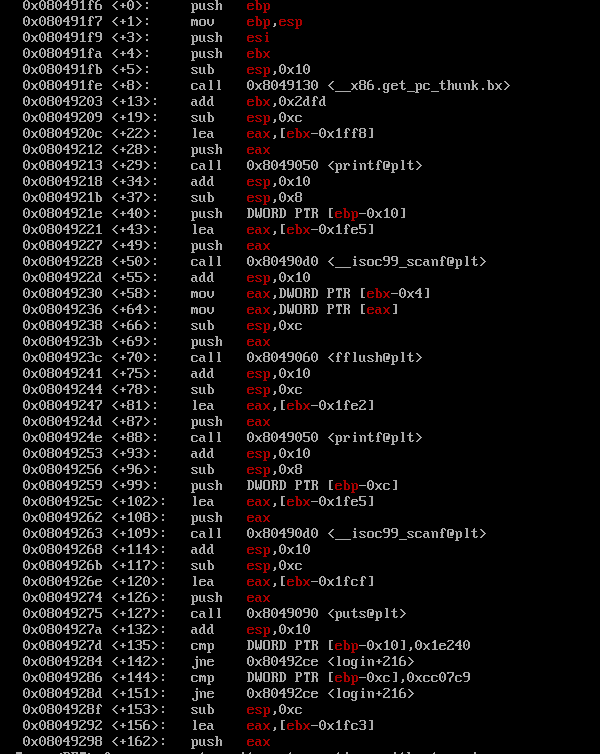 0x080491f6 <+0>: push ebp
0x080491f7 <+1>: mov ebp,esp
0x080491f9 <+3>: push esi
0x080491fa <+4>: push ebx
0x080491fb <+5>: sub esp,0x10
0x080491fe <+8>: call 0x8049130 <__x86.get_pc_thunk.bx>
0x08049203 <+13>: add ebx,0x2dfd
0x08049209 <+19>: sub esp,0xc
0x0804920c <+22>: lea eax,[ebx-0x1ff8]
0x08049212 <+28>: push eax
0x08049213 <+29>: call 0x8049050 <printf@plt>
0x08049218 <+34>: add esp,0x10
0x0804921b <+37>: sub esp,0x8
0x0804921e <+40>: push DWORD PTR [ebp-0x10]
0x08049221 <+43>: lea eax,[ebx-0x1fe5]
0x08049227 <+49>: push eax
0x08049228 <+50>: call 0x80490d0 <__isoc99_scanf@plt>
0x0804922d <+55>: add esp,0x10
0x08049230 <+58>: mov eax,DWORD PTR [ebx-0x4]
0x08049236 <+64>: mov eax,DWORD PTR [eax]
0x08049238 <+66>: sub esp,0xc
0x0804923b <+69>: push eax
0x0804923c <+70>: call 0x8049060 <fflush@plt>
0x08049241 <+75>: add esp,0x10
0x08049244 <+78>: sub esp,0xc
0x08049247 <+81>: lea eax,[ebx-0x1fe2]
0x0804924d <+87>: push eax
0x0804924e <+88>: call 0x8049050 <printf@plt>
0x08049253 <+93>: add esp,0x10
0x08049256 <+96>: sub esp,0x8
0x08049259 <+99>: push DWORD PTR [ebp-0xc]
0x0804925c <+102>: lea eax,[ebx-0x1fe5]
0x08049262 <+108>: push eax
0x08049263 <+109>: call 0x80490d0 <__isoc99_scanf@plt>
0x08049268 <+114>: add esp,0x10
0x0804926b <+117>: sub esp,0xc
0x0804926e <+120>: lea eax,[ebx-0x1fcf]
0x08049274 <+126>: push eax
0x08049275 <+127>: call 0x8049090 <puts@plt>
0x0804927a <+132>: add esp,0x10
0x0804927d <+135>: cmp DWORD PTR [ebp-0x10],0x1e240
0x08049284 <+142>: jne 0x80492ce <login+216>
0x08049286 <+144>: cmp DWORD PTR [ebp-0xc],0xcc07c9
0x0804928d <+151>: jne 0x80492ce <login+216>
0x0804928f <+153>: sub esp,0xc
0x08049292 <+156>: lea eax,[ebx-0x1fc3]
0x08049298 <+162>: push eax